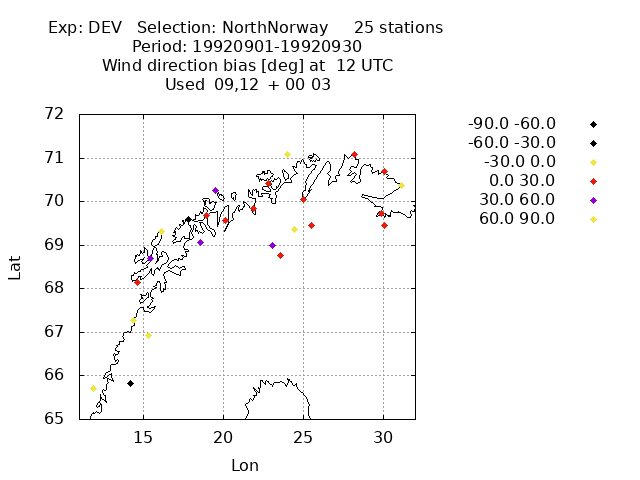 Exp: DEV Selection: NorthNorway 25 stations
Period: 19920901-19920930
Wind direction bias [deg] at 12 UTC
Used 09,12 + 00 03
-90.0 -60.0
-60.0 -30.0
-30.0 0.0
0.0 30.0
30.0 60.0
60.0 90.0
72
71
70
69
68
67
66
65
Lat
15 20 25 30
Lon